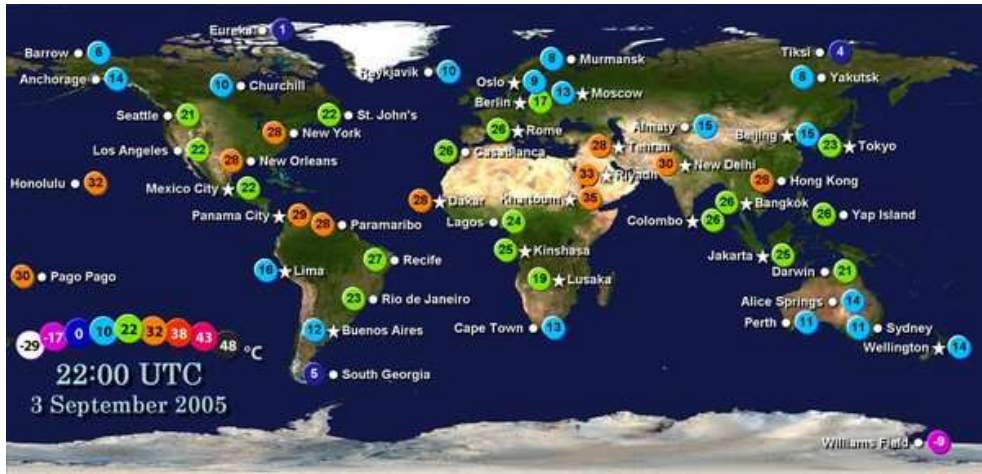 Eureka 1
Barrow 6
Tiksi 4
Anchorage 14
Reykjavik 10
8 Murmansk
6 Yakutsk
10 Churchill
Oslo 9
13 Moscow
Berlin 17
Seattle 21
22 St. John's
28 New York
26 Rome
Almaty 15
Beijing 15
23 Tokyo
Los Angeles 22
28 New Orleans
26 Casablanca
28 Tehran
30 New Delhi
Honolulu 32
Mexico City 22
28 Dakar
33 Riyadh
Khartoum 35
28 Hong Kong
26 Bangkok
Panama City 29
28 Paramaribo
Lagos 24
Colombo 26
26 Yap Island
25 Kinshasa
Jakarta 25
30 Pago Pago
16 Lima
27 Recife
19 Lusaka
Darwin 21
23 Rio de Janeiro
Alice Springs 14
12 Buenos Aires
Cape Town 13
Perth 11
11 Sydney
Wellington 14
-29 -17 0 10 22 32 38 43 48 °C
22:00 UTC
3 September 2005
5 South Georgia
Williams Field -9